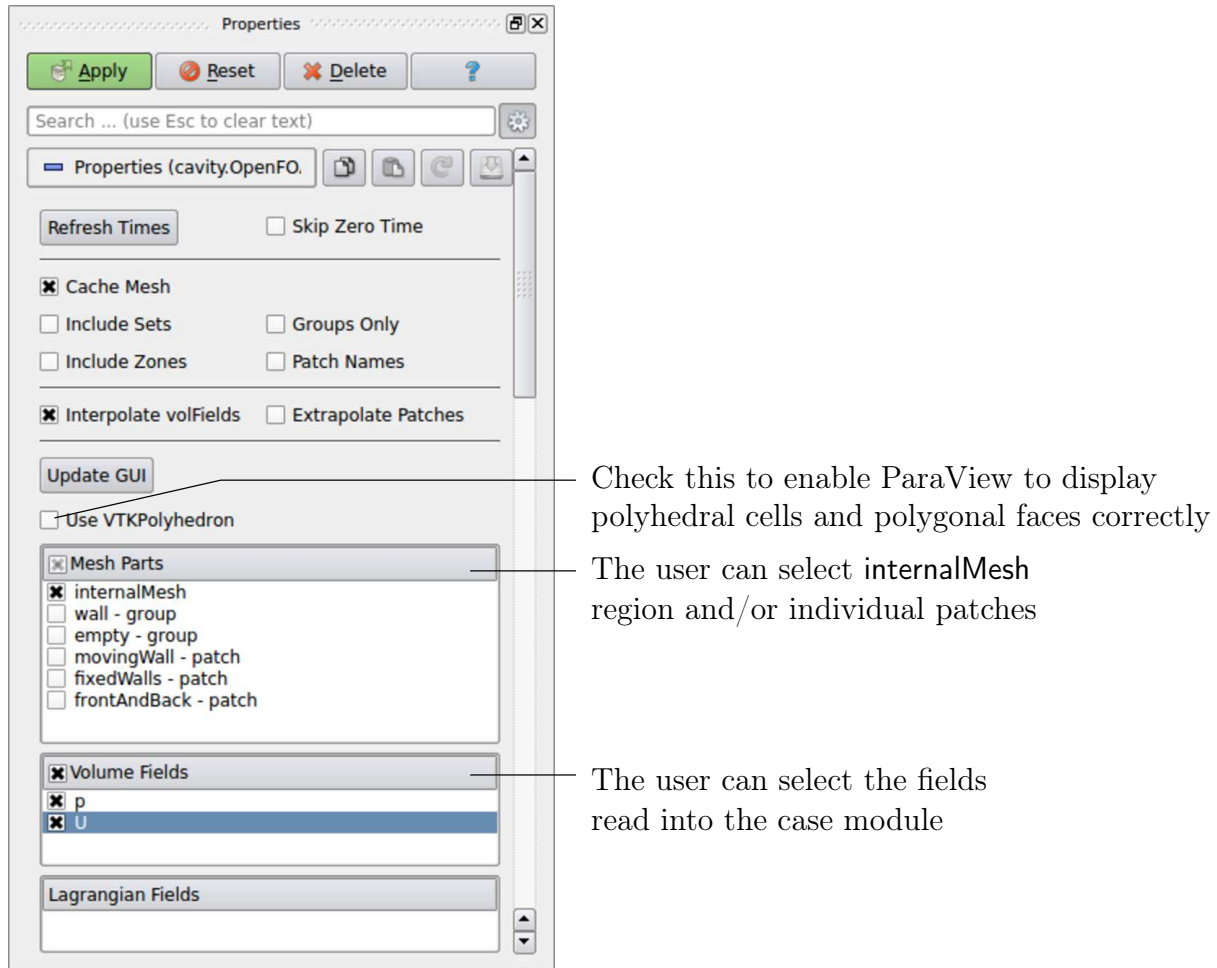 Properties
Apply
Reset
Delete
?
Search ... (use Esc to clear text)
Properties (cavity.OpenFO.
Refresh Times
Skip Zero Time
Cache Mesh
Include Sets
Groups Only
Include Zones
Patch Names
Interpolate volFields
Extrapolate Patches
Update GUI
Use VTKPolyhedron
Check this to enable ParaView to display
polyhedral cells and polygonal faces correctly
Mesh Parts
internalMesh
wall - group
empty - group
movingWall - patch
fixedWalls - patch
frontAndBack - patch
The user can select internalMesh
region and/or individual patches
Volume Fields
p
U
The user can select the fields
read into the case module
Lagrangian Fields